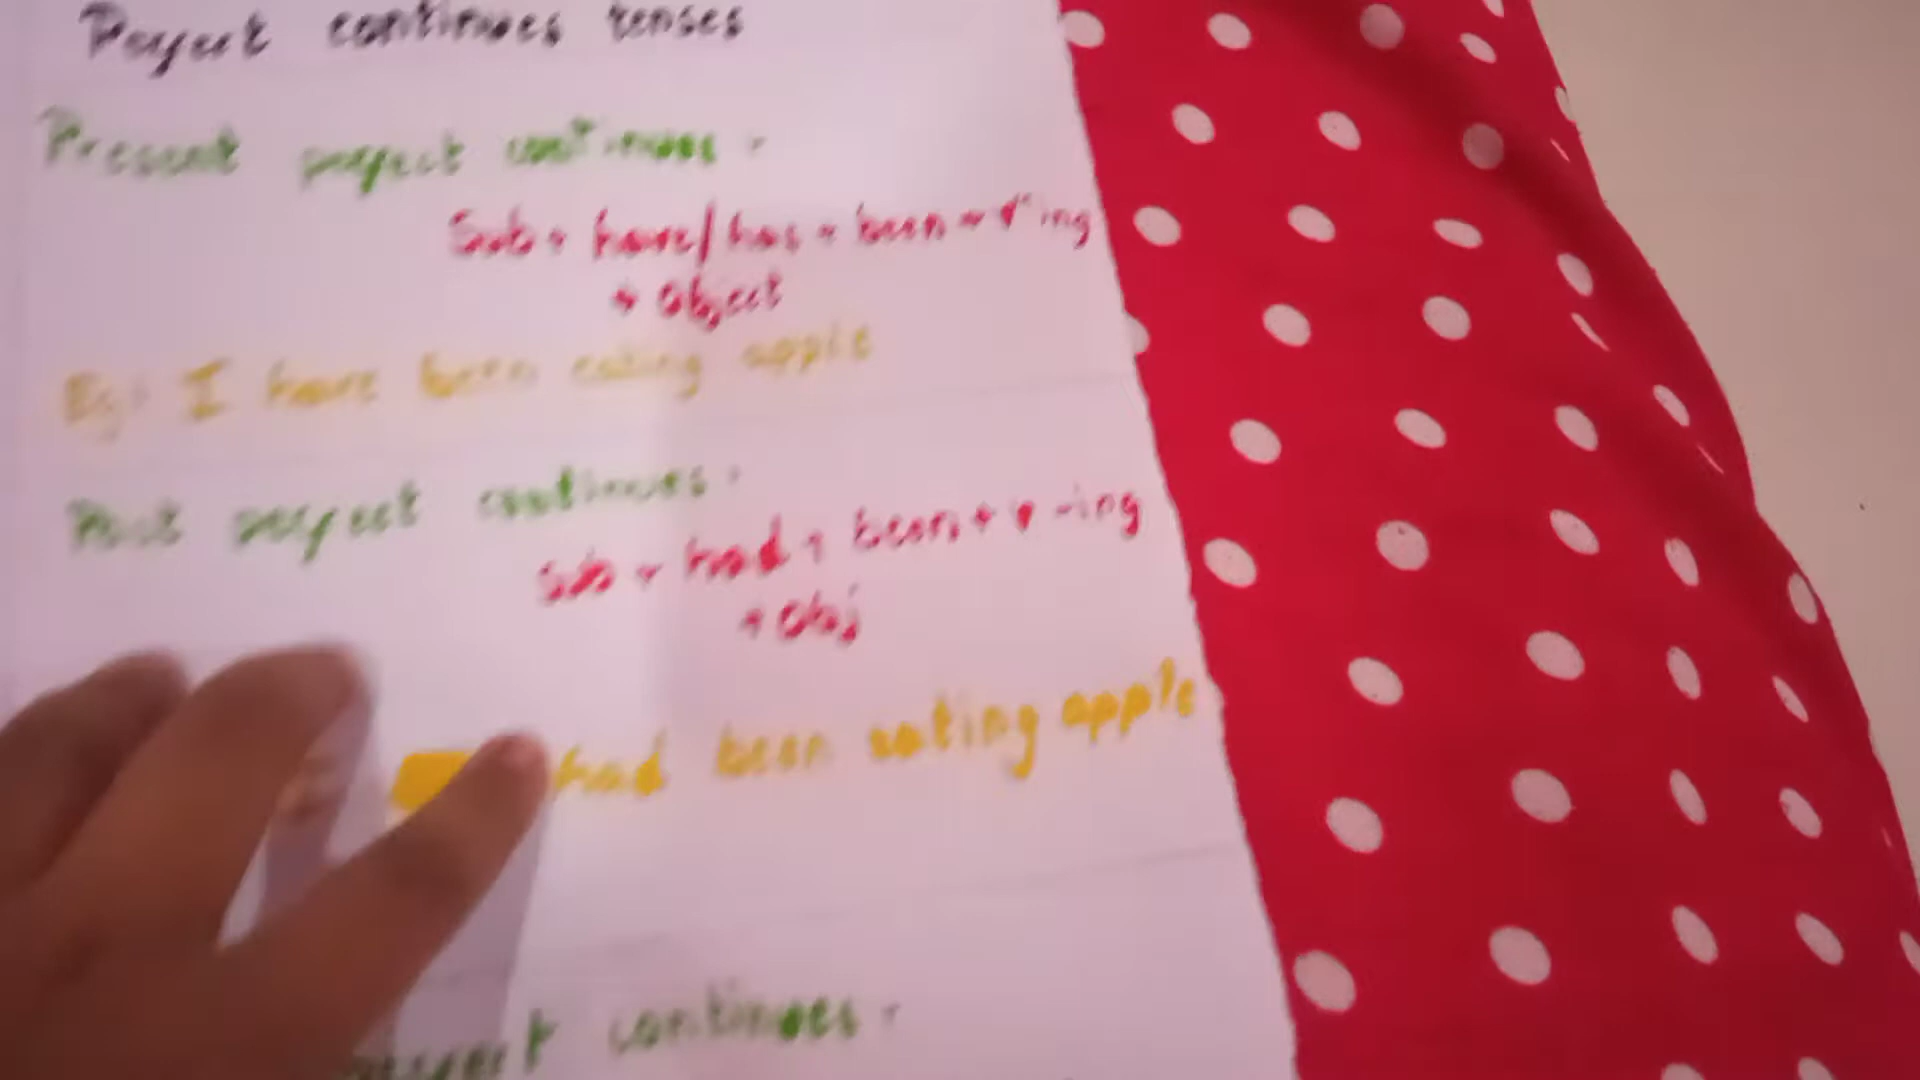 Perfect continues tenses
Present perfect continues -
Sub + have/has + been + v ing
+ object
Eg: I have been eating apple
Past perfect continues -
Sub + had + been + v -ing
+ obj
had been eating apple
continues -